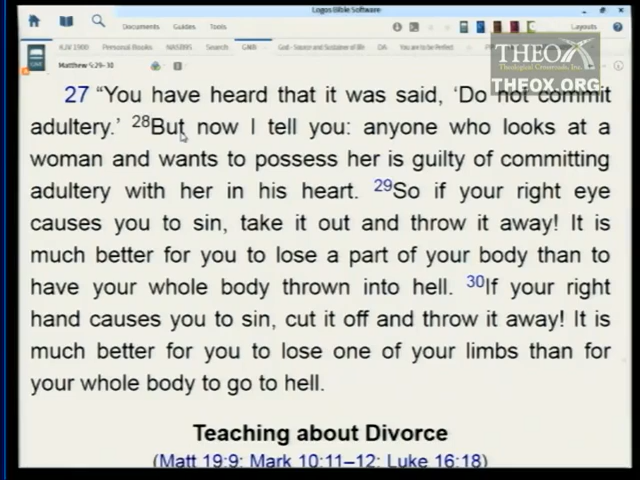 Logos Bible Software
Documents Guides Tools Layouts
KJV 1900 Personal Books NASB95 Search GNB God - Source and Sustainer of life DA You are to be Perfect
Matthew 5:29–30
THEOX
THEOX.ORG
27 “You have heard that it was said, ‘Do not commit
adultery.’ 28But now I tell you: anyone who looks at a
woman and wants to possess her is guilty of committing
adultery with her in his heart. 29So if your right eye
causes you to sin, take it out and throw it away! It is
much better for you to lose a part of your body than to
have your whole body thrown into hell. 30If your right
hand causes you to sin, cut it off and throw it away! It is
much better for you to lose one of your limbs than for
your whole body to go to hell.
Teaching about Divorce
(Matt 19:9; Mark 10:11–12; Luke 16:18)